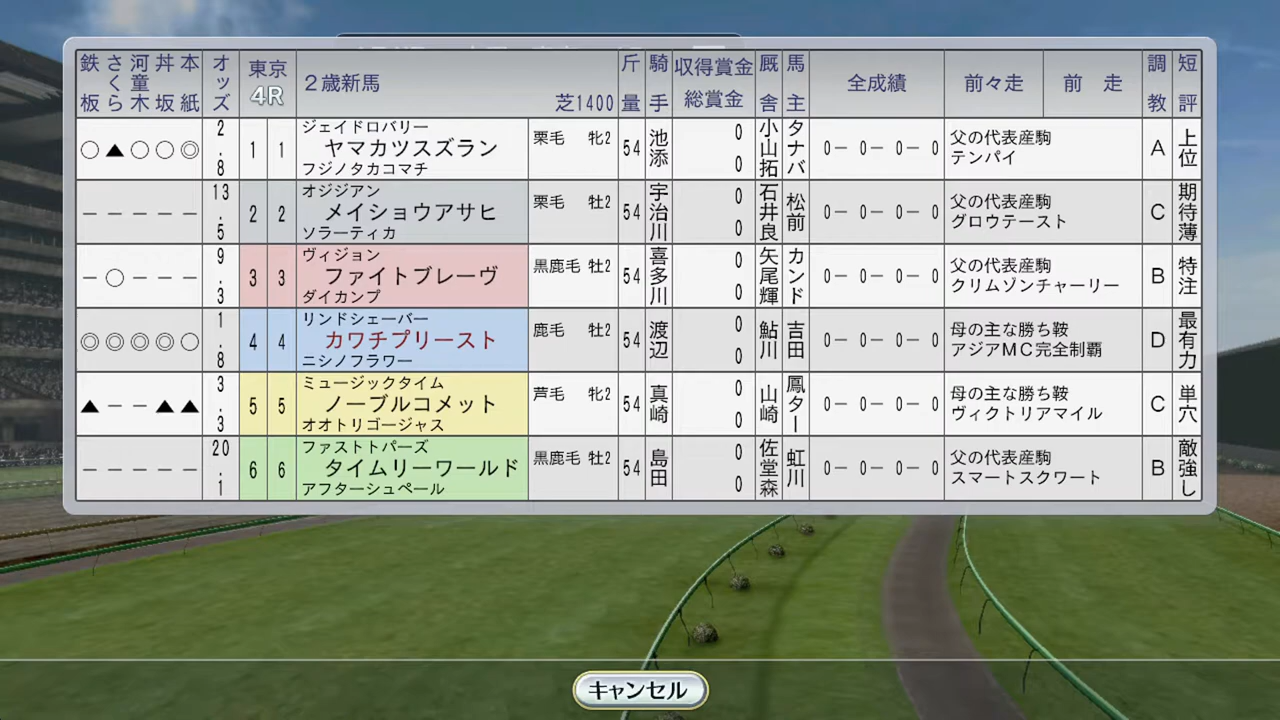 鉄板 さくら 河童木 丼坂 本紙 オッズ 東京 4R 2歳新馬 芝1400 斤量 騎手 収得賞金 総賞金 厩舎 馬主 全成績 前々走 前 走 調教 短評
○ ▲ ○ ○ ◎ 2.8 1 1 ジェイドロバリー
ヤマカツスズラン
フジノタカコマチ
栗毛 牝2 54 池添 0 0 小山拓 タナバ 0- 0- 0- 0 父の代表産駒
テンパイ
A 上位
- - - - - 13.5 2 2 オジジアン
メイショウアサヒ
ソラーティカ
栗毛 牡2 54 宇治川 0 0 石井良 松前 0- 0- 0- 0 父の代表産駒
グロウテースト
C 期待薄
- ○ - - - 9.3 3 3 ヴィジョン
ファイトブレーヴ
ダイカンプ
黒鹿毛 牡2 54 喜多川 0 0 矢尾輝 カンド 0- 0- 0- 0 父の代表産駒
クリムゾンチャーリー
B 特注
◎ ◎ ◎ ◎ ○ 1.8 4 4 リンドシェーバー
カワチプリースト
ニシノフラワー
鹿毛 牡2 54 渡辺 0 0 鮎川 吉田 0- 0- 0- 0 母の主な勝ち鞍
アジアMC完全制覇
D 最有力
▲ - - ▲ ▲ 3.3 5 5 ミュージックタイム
ノーブルコメット
オオトリゴージャス
芦毛 牝2 54 真崎 0 0 山崎 鳳ター 0- 0- 0- 0 母の主な勝ち鞍
ヴィクトリアマイル
C 単穴
- - - - - 20.1 6 6 ファストトパーズ
タイムリーワールド
アフターシュペール
黒鹿毛 牡2 54 島田 0 0 佐堂森 虹川 0- 0- 0- 0 父の代表産駒
スマートスクワート
B 敵強し
キャンセル